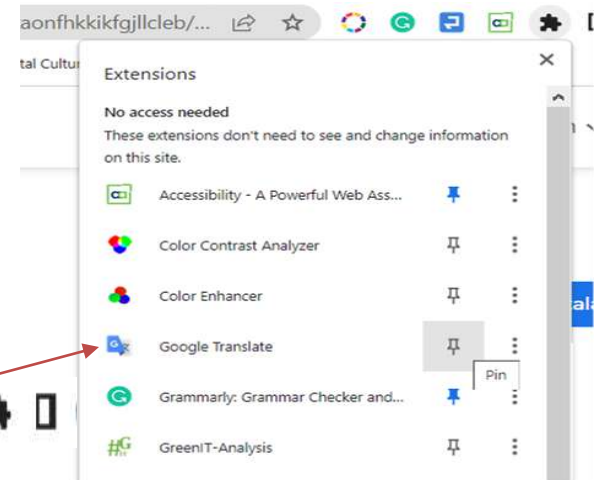 aonfhkkikfgjllcleb/...
tal Cultu
Extensions
No access needed
These extensions don't need to see and change information
on this site.
Accessibility - A Powerful Web Ass...
Color Contrast Analyzer
Color Enhancer
Google Translate
Pin
Grammarly: Grammar Checker and...
#G GreenIT-Analysis